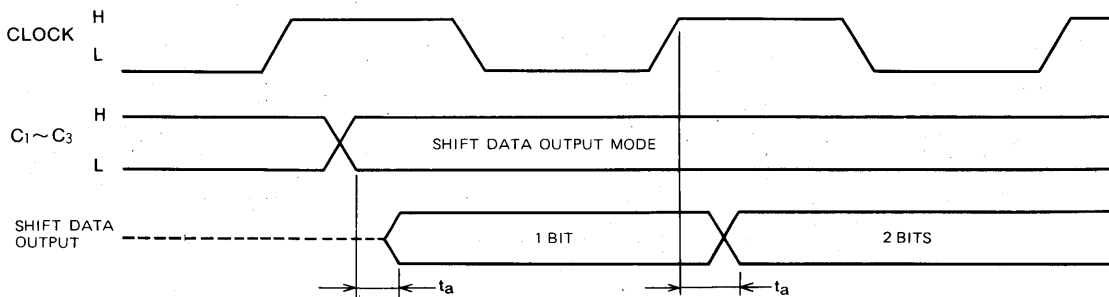 CLOCK
H
L
C₁~C₃
H
L
SHIFT DATA OUTPUT MODE
SHIFT DATA
OUTPUT
1 BIT
2 BITS
ta
ta